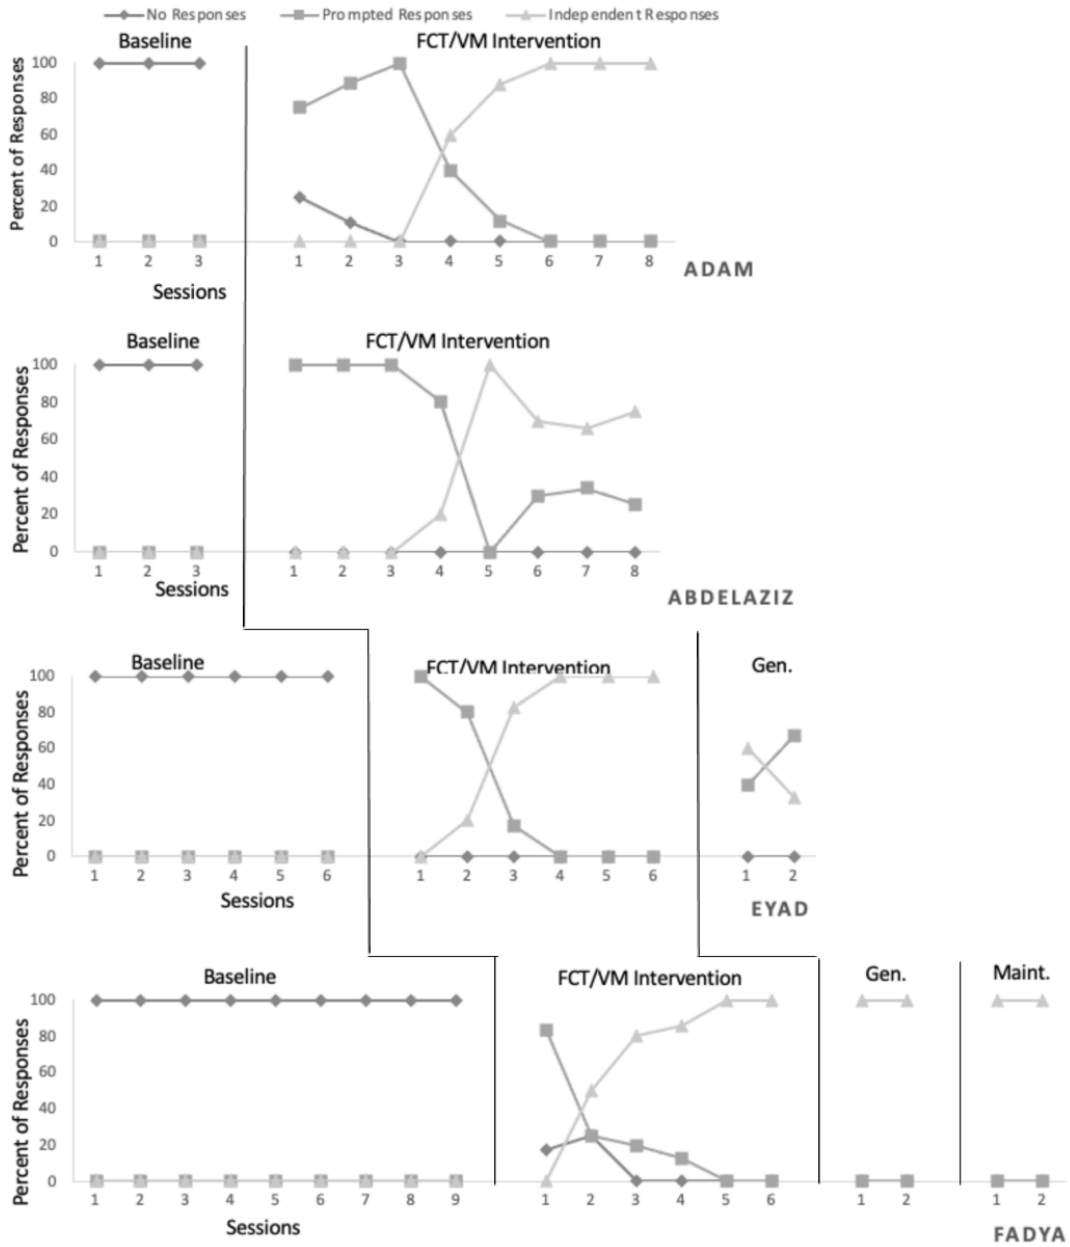 No Responses Prompted Responses Independent Responses
Baseline FCT/VM Intervention
Percent of Responses
100
80
60
40
20
0
1 2 3 1 2 3 4 5 6 7 8
ADAM
Sessions
Baseline FCT/VM Intervention
Percent of Responses
100
80
60
40
20
0
1 2 3 1 2 3 4 5 6 7 8
Sessions
ABDELAZIZ
Baseline FCT/VM Intervention Gen.
Percent of Responses
100
80
60
40
20
0
1 2 3 4 5 6 1 2 3 4 5 6 1 2
Sessions
EYAD
Baseline FCT/VM Intervention Gen. Maint.
Percent of Responses
100
80
60
40
20
0
1 2 3 4 5 6 7 8 9 1 2 3 4 5 6 1 2 1 2
Sessions
FADYA